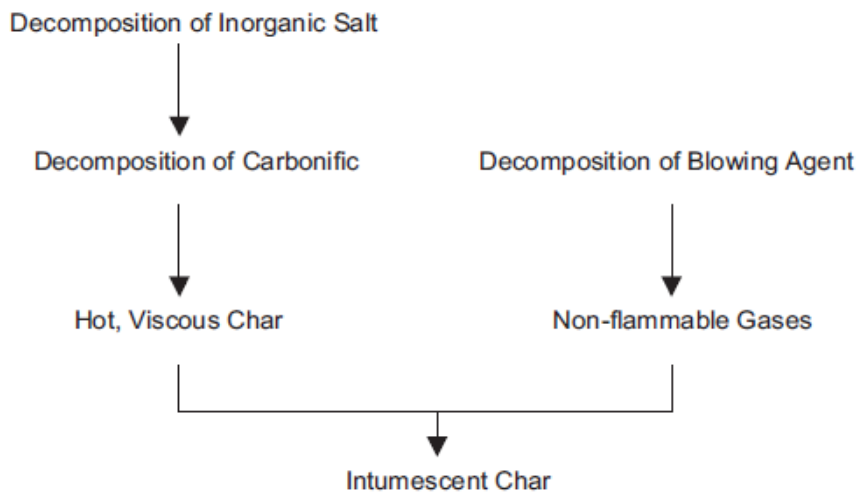 Decomposition of Inorganic Salt
Decomposition of Carbonific
Decomposition of Blowing Agent
Hot, Viscous Char
Non-flammable Gases
Intumescent Char